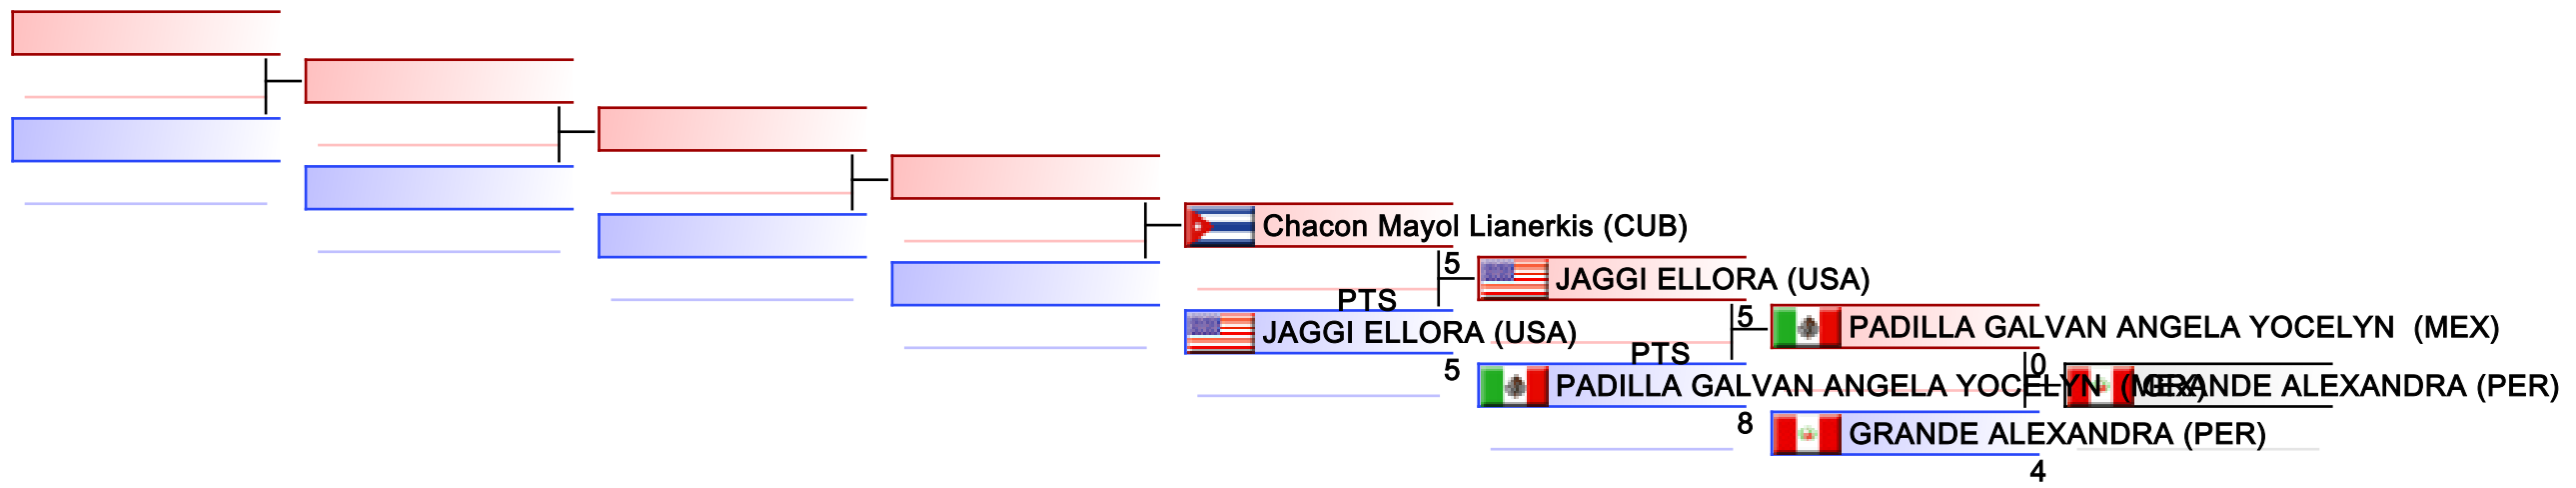 Chacon Mayol Lianerkis (CUB)
5
PTS
JAGGI ELLORA (USA)
5
JAGGI ELLORA (USA)
5
PTS
PADILLA GALVAN ANGELA YOCELYN (MEX)
8
PADILLA GALVAN ANGELA YOCELYN (MEX)
0
GRANDE ALEXANDRA (PER)
4
GRANDE ALEXANDRA (PER)